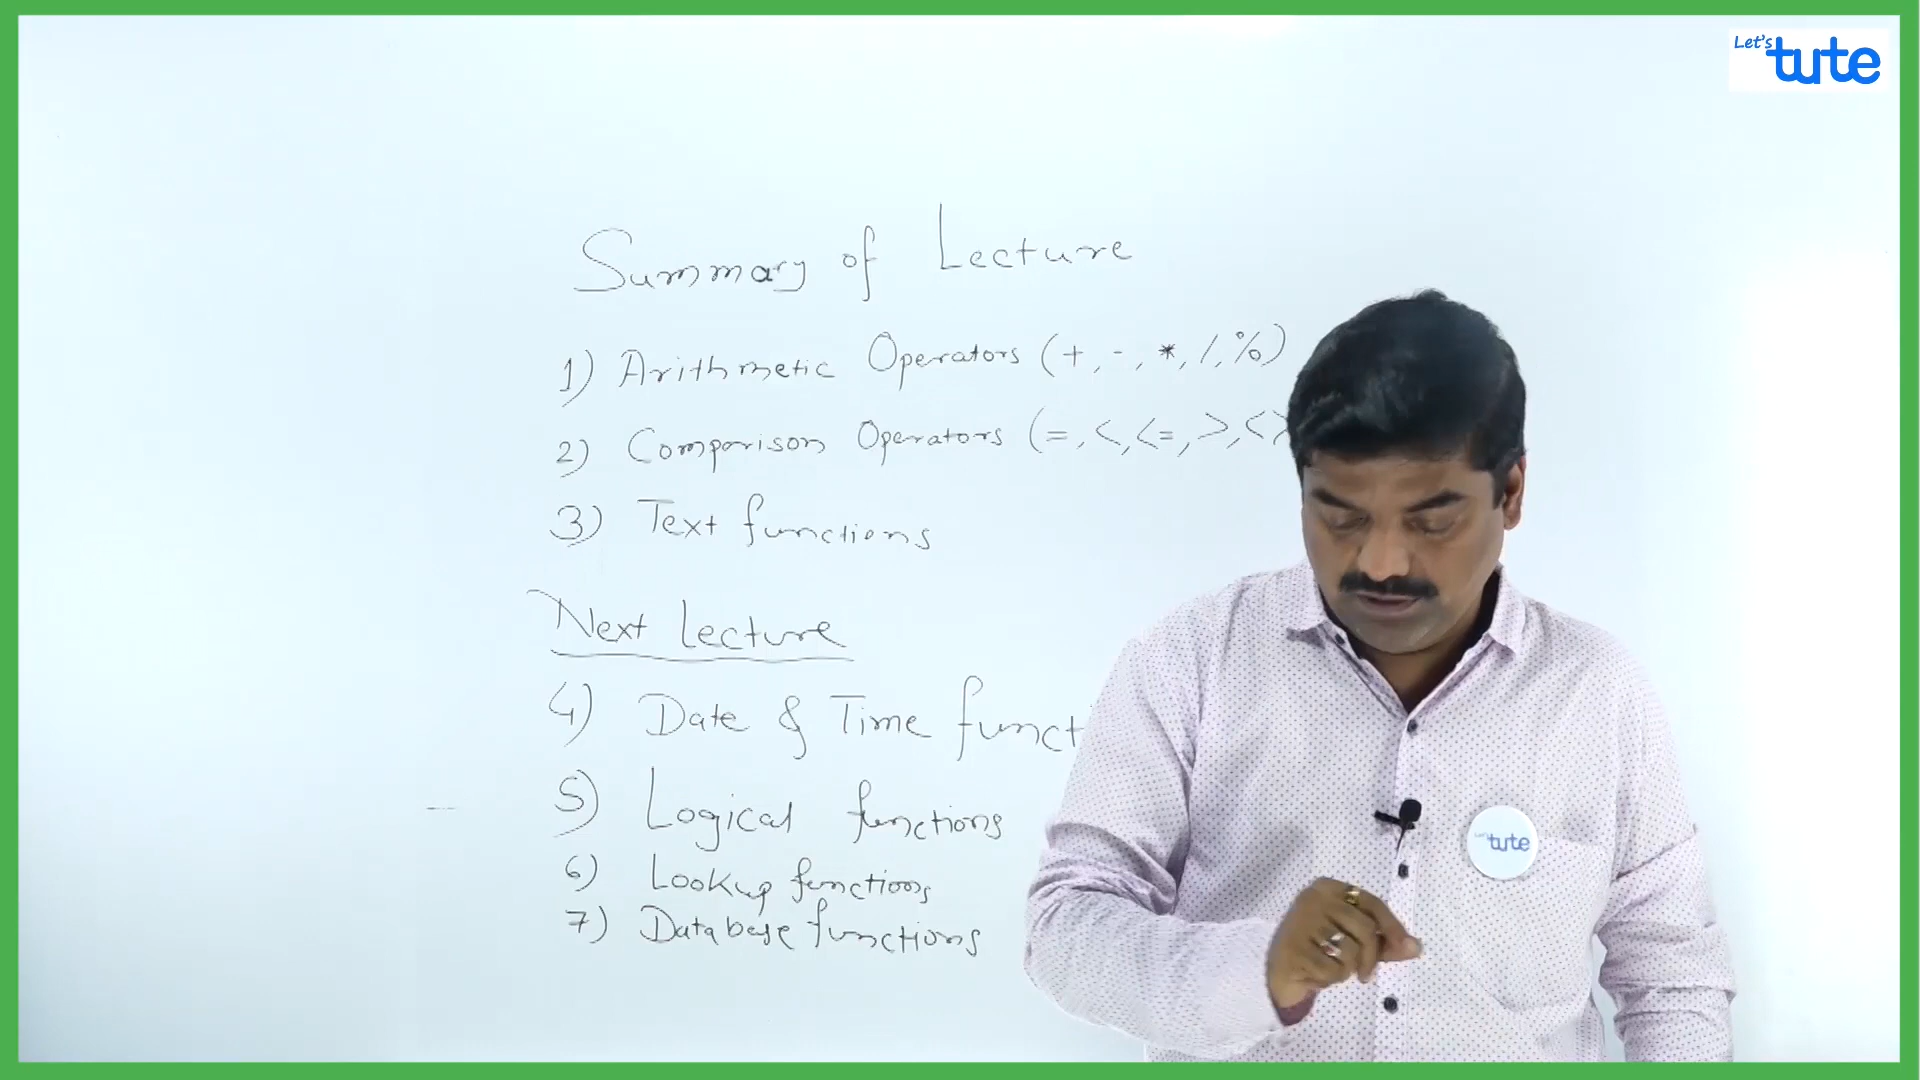 Let's
tute
Summary of Lecture
1) Arithmetic Operators (+, -, *, /, %)
2) Comparison Operators (=, <, <=, >, <>
3) Text functions
Next Lecture
4) Date & Time funct
5) Logical functions
6) Lookup functions
7) Database functions
Let's
tute